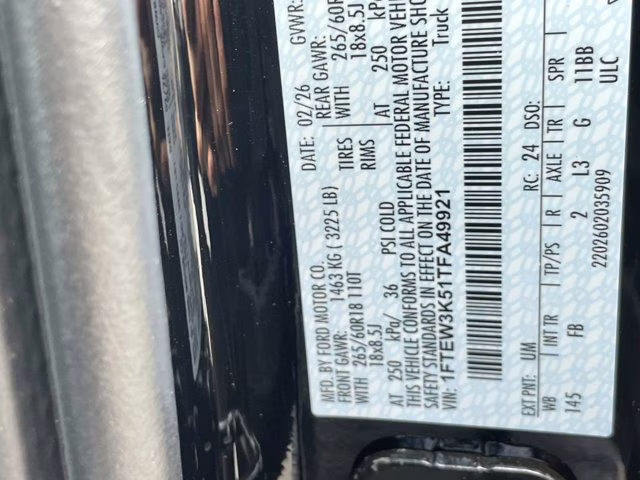 MFD. BY FORD MOTOR CO.
DATE: 02/26 GVWR:
FRONT GAWR: 1463 KG ( 3225 LB) REAR GAWR:
WITH 265/60R18 110T TIRES WITH 265/60R
18x8.5J RIMS 18x8.5J
AT 250 kPa/ 36 PSI COLD AT 250 kPa
THIS VEHICLE CONFORMS TO ALL APPLICABLE FEDERAL MOTOR VEHI
SAFETY STANDARDS IN EFFECT ON THE DATE OF MANUFACTURE SHO
VIN: 1FTEW3K51TFA49921 TYPE: Truck
EXT PNT: UM RC: 24 DSO:
WB INT TR TP/PS R AXLE TR SPR
145 FB 2 L3 G 11BB
2202602035909 ULC